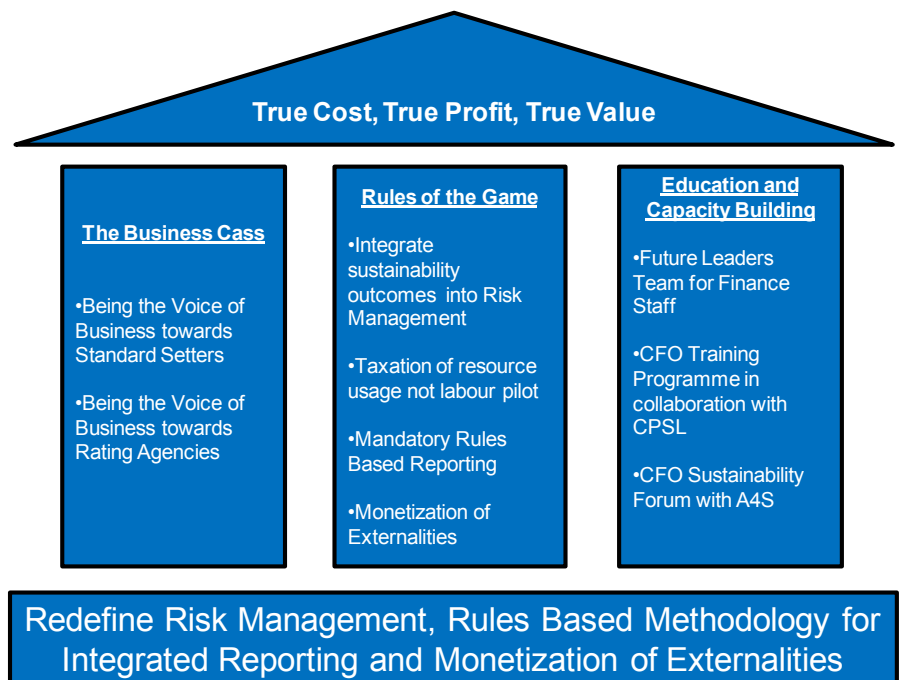 True Cost, True Profit, True Value
The Business Cass
•Being the Voice of
Business towards
Standard Setters
•Being the Voice of
Business towards
Rating Agencies
Rules of the Game
•Integrate
sustainability
outcomes into Risk
Management
•Taxation of resource
usage not labour pilot
•Mandatory Rules
Based Reporting
•Monetization of
Externalities
Education and
Capacity Building
•Future Leaders
Team for Finance
Staff
•CFO Training
Programme in
collaboration with
CPSL
•CFO Sustainability
Forum with A4S
Redefine Risk Management, Rules Based Methodology for
Integrated Reporting and Monetization of Externalities